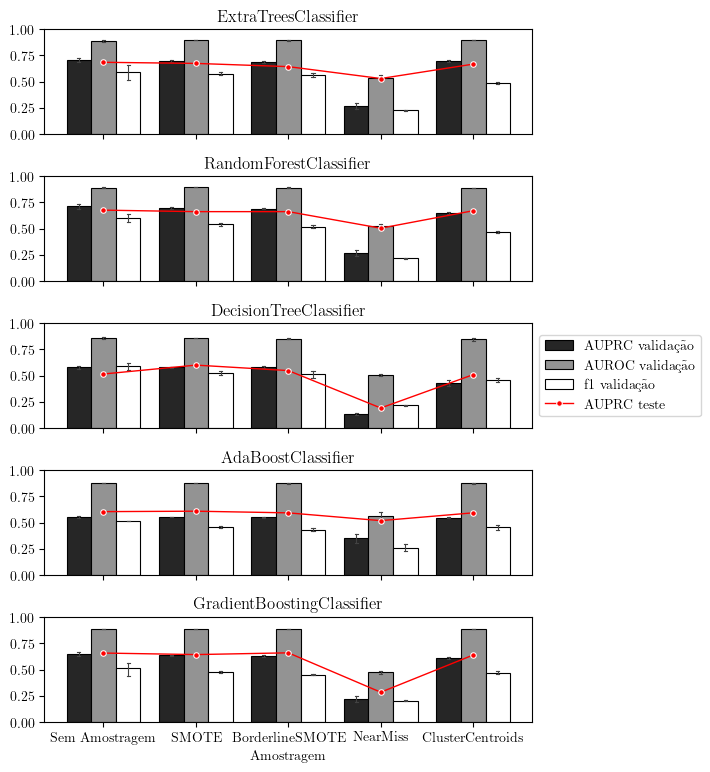 ExtraTreesClassifier
1.00
0.75
0.50
0.25
0.00
RandomForestClassifier
1.00
0.75
0.50
0.25
0.00
DecisionTreeClassifier
1.00
0.75
0.50
0.25
0.00
AUPRC validação
AUROC validação
f1 validação
AUPRC teste
AdaBoostClassifier
1.00
0.75
0.50
0.25
0.00
GradientBoostingClassifier
1.00
0.75
0.50
0.25
0.00
Sem Amostragem SMOTE BorderlineSMOTE NearMiss ClusterCentroids
Amostragem